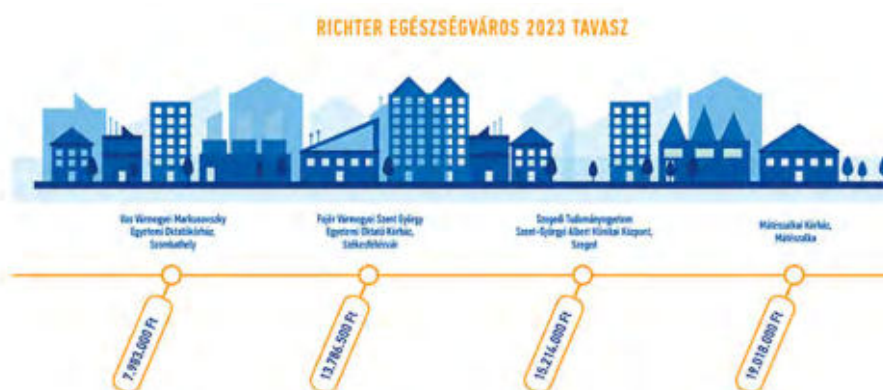 RICHTER EGÉSZSÉGVÁROS 2023 TAVASZ
Vas Vármegyei Markusovszky
Egyetemi Oktatókórház,
Szombathely
Fejér Vármegyei Szent György
Egyetemi Oktató Kórház,
Székesfehérvár
Szegedi Tudományegyetem
Szent-Györgyi Albert Klinikai Központ,
Szeged
Mátészalkai Kórház,
Mátészalka
7.983.000 Ft
13.786.500 Ft
15.214.000 Ft
19.018.000 Ft